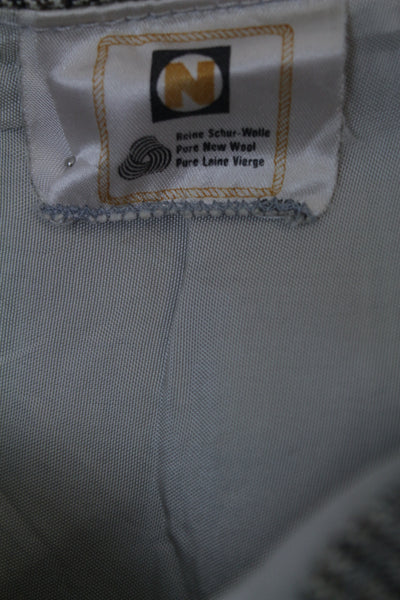 N
Reine Schur-Wolle
Pure New Wool
Pure Laine Vierge